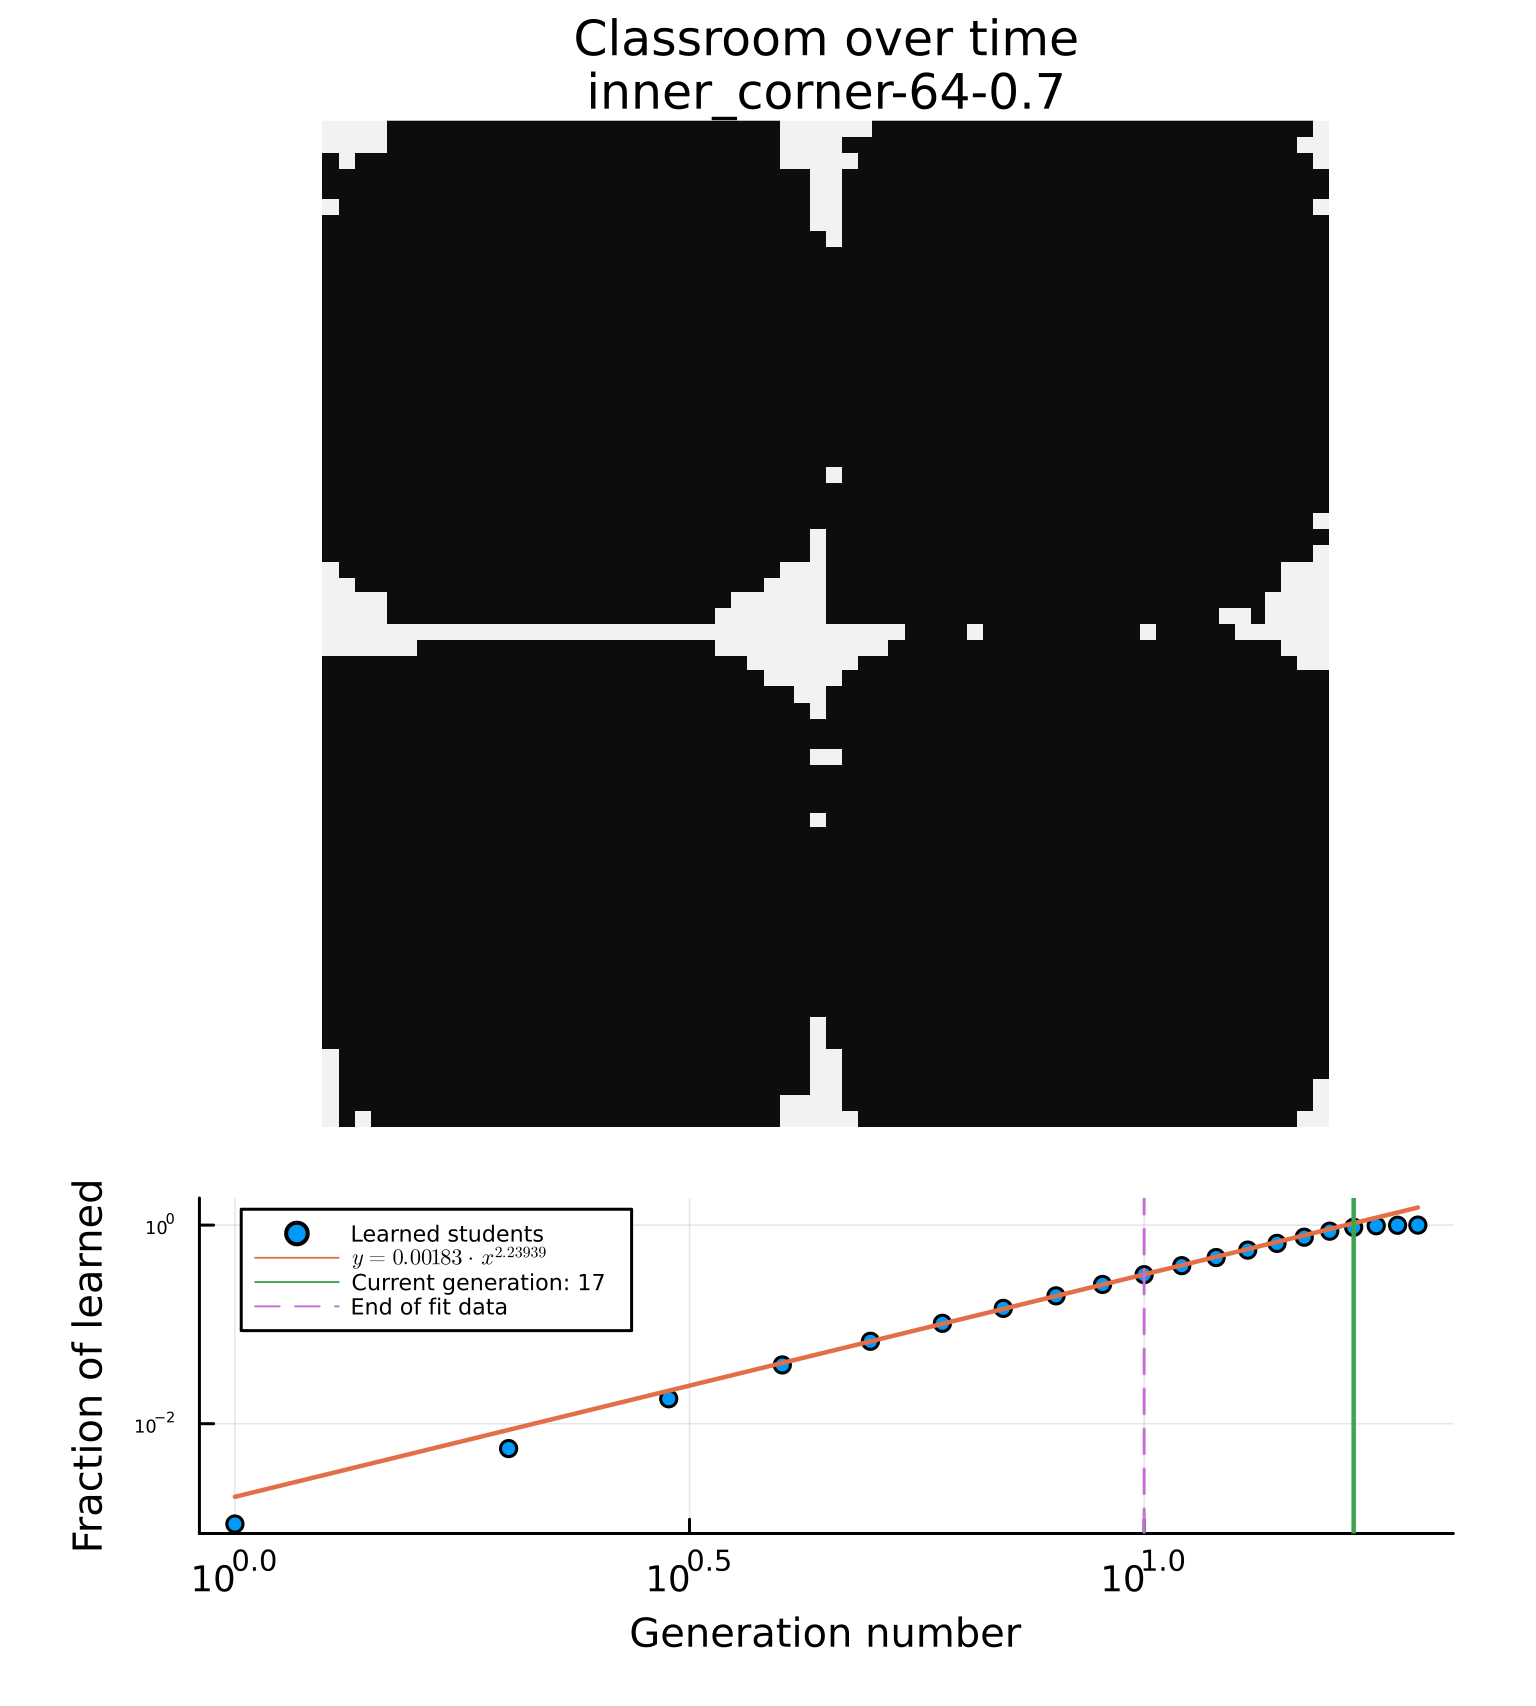 Classroom over time
inner_corner-64-0.7
Fraction of learned
10^0
10^−2
Learned students
y = 0.00183 · x^2.23939
Current generation: 17
End of fit data
10^0.0 10^0.5 10^1.0
Generation number